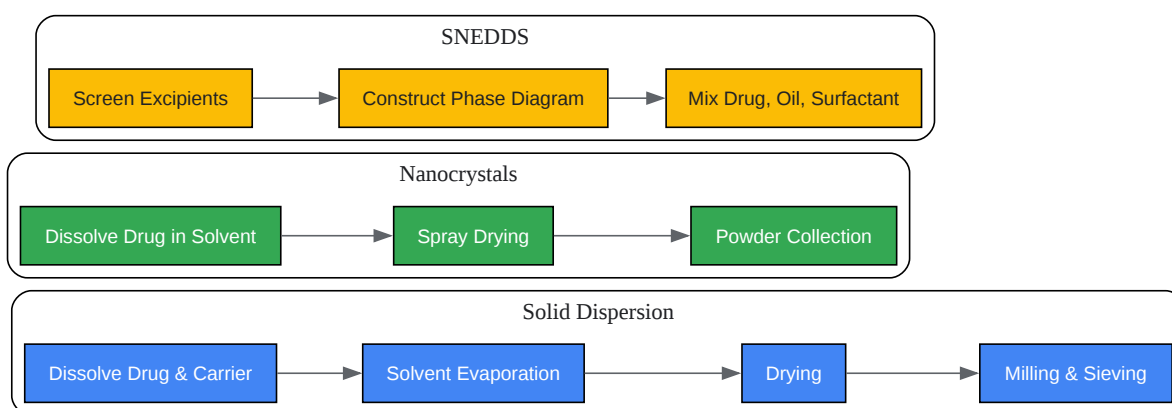 SNEDDS
Screen Excipients
Construct Phase Diagram
Mix Drug, Oil, Surfactant
Nanocrystals
Dissolve Drug in Solvent
Spray Drying
Powder Collection
Solid Dispersion
Dissolve Drug & Carrier
Solvent Evaporation
Drying
Milling & Sieving